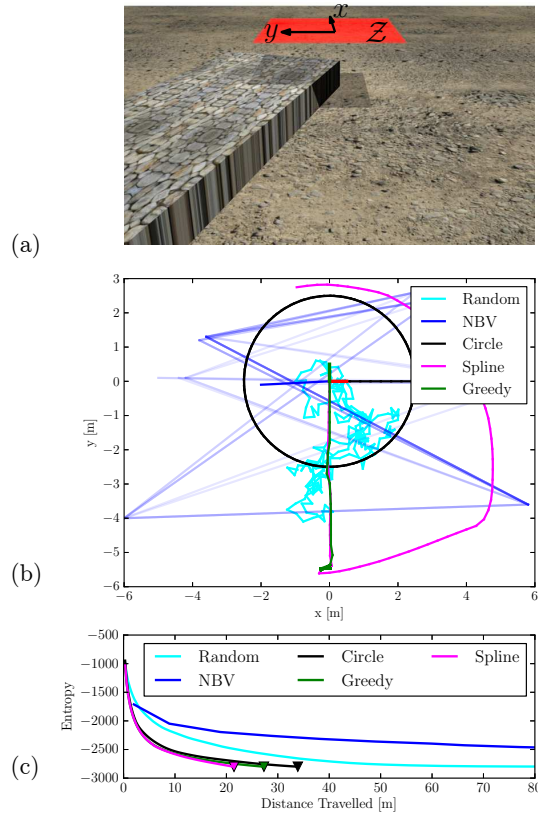 x
y
Z
(a)
3
2
1
0
−1
−2
−3
−4
−5
−6
y [m]
Random
NBV
Circle
Spline
Greedy
−6
−4
−2
0
2
4
6
x [m]
(b)
−500
−1000
−1500
−2000
−2500
−3000
Entropy
Random
Circle
Spline
NBV
Greedy
0
10
20
30
40
50
60
70
80
Distance Travelled [m]
(c)